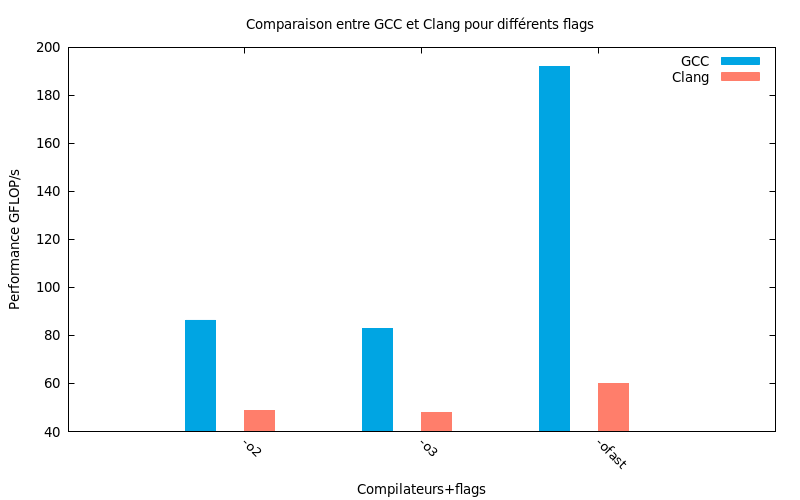 Comparaison entre GCC et Clang pour différents flags
GCC
Clang
Performance GFLOP/s
200
180
160
140
120
100
80
60
40
-o2
-o3
-ofast
Compilateurs+flags